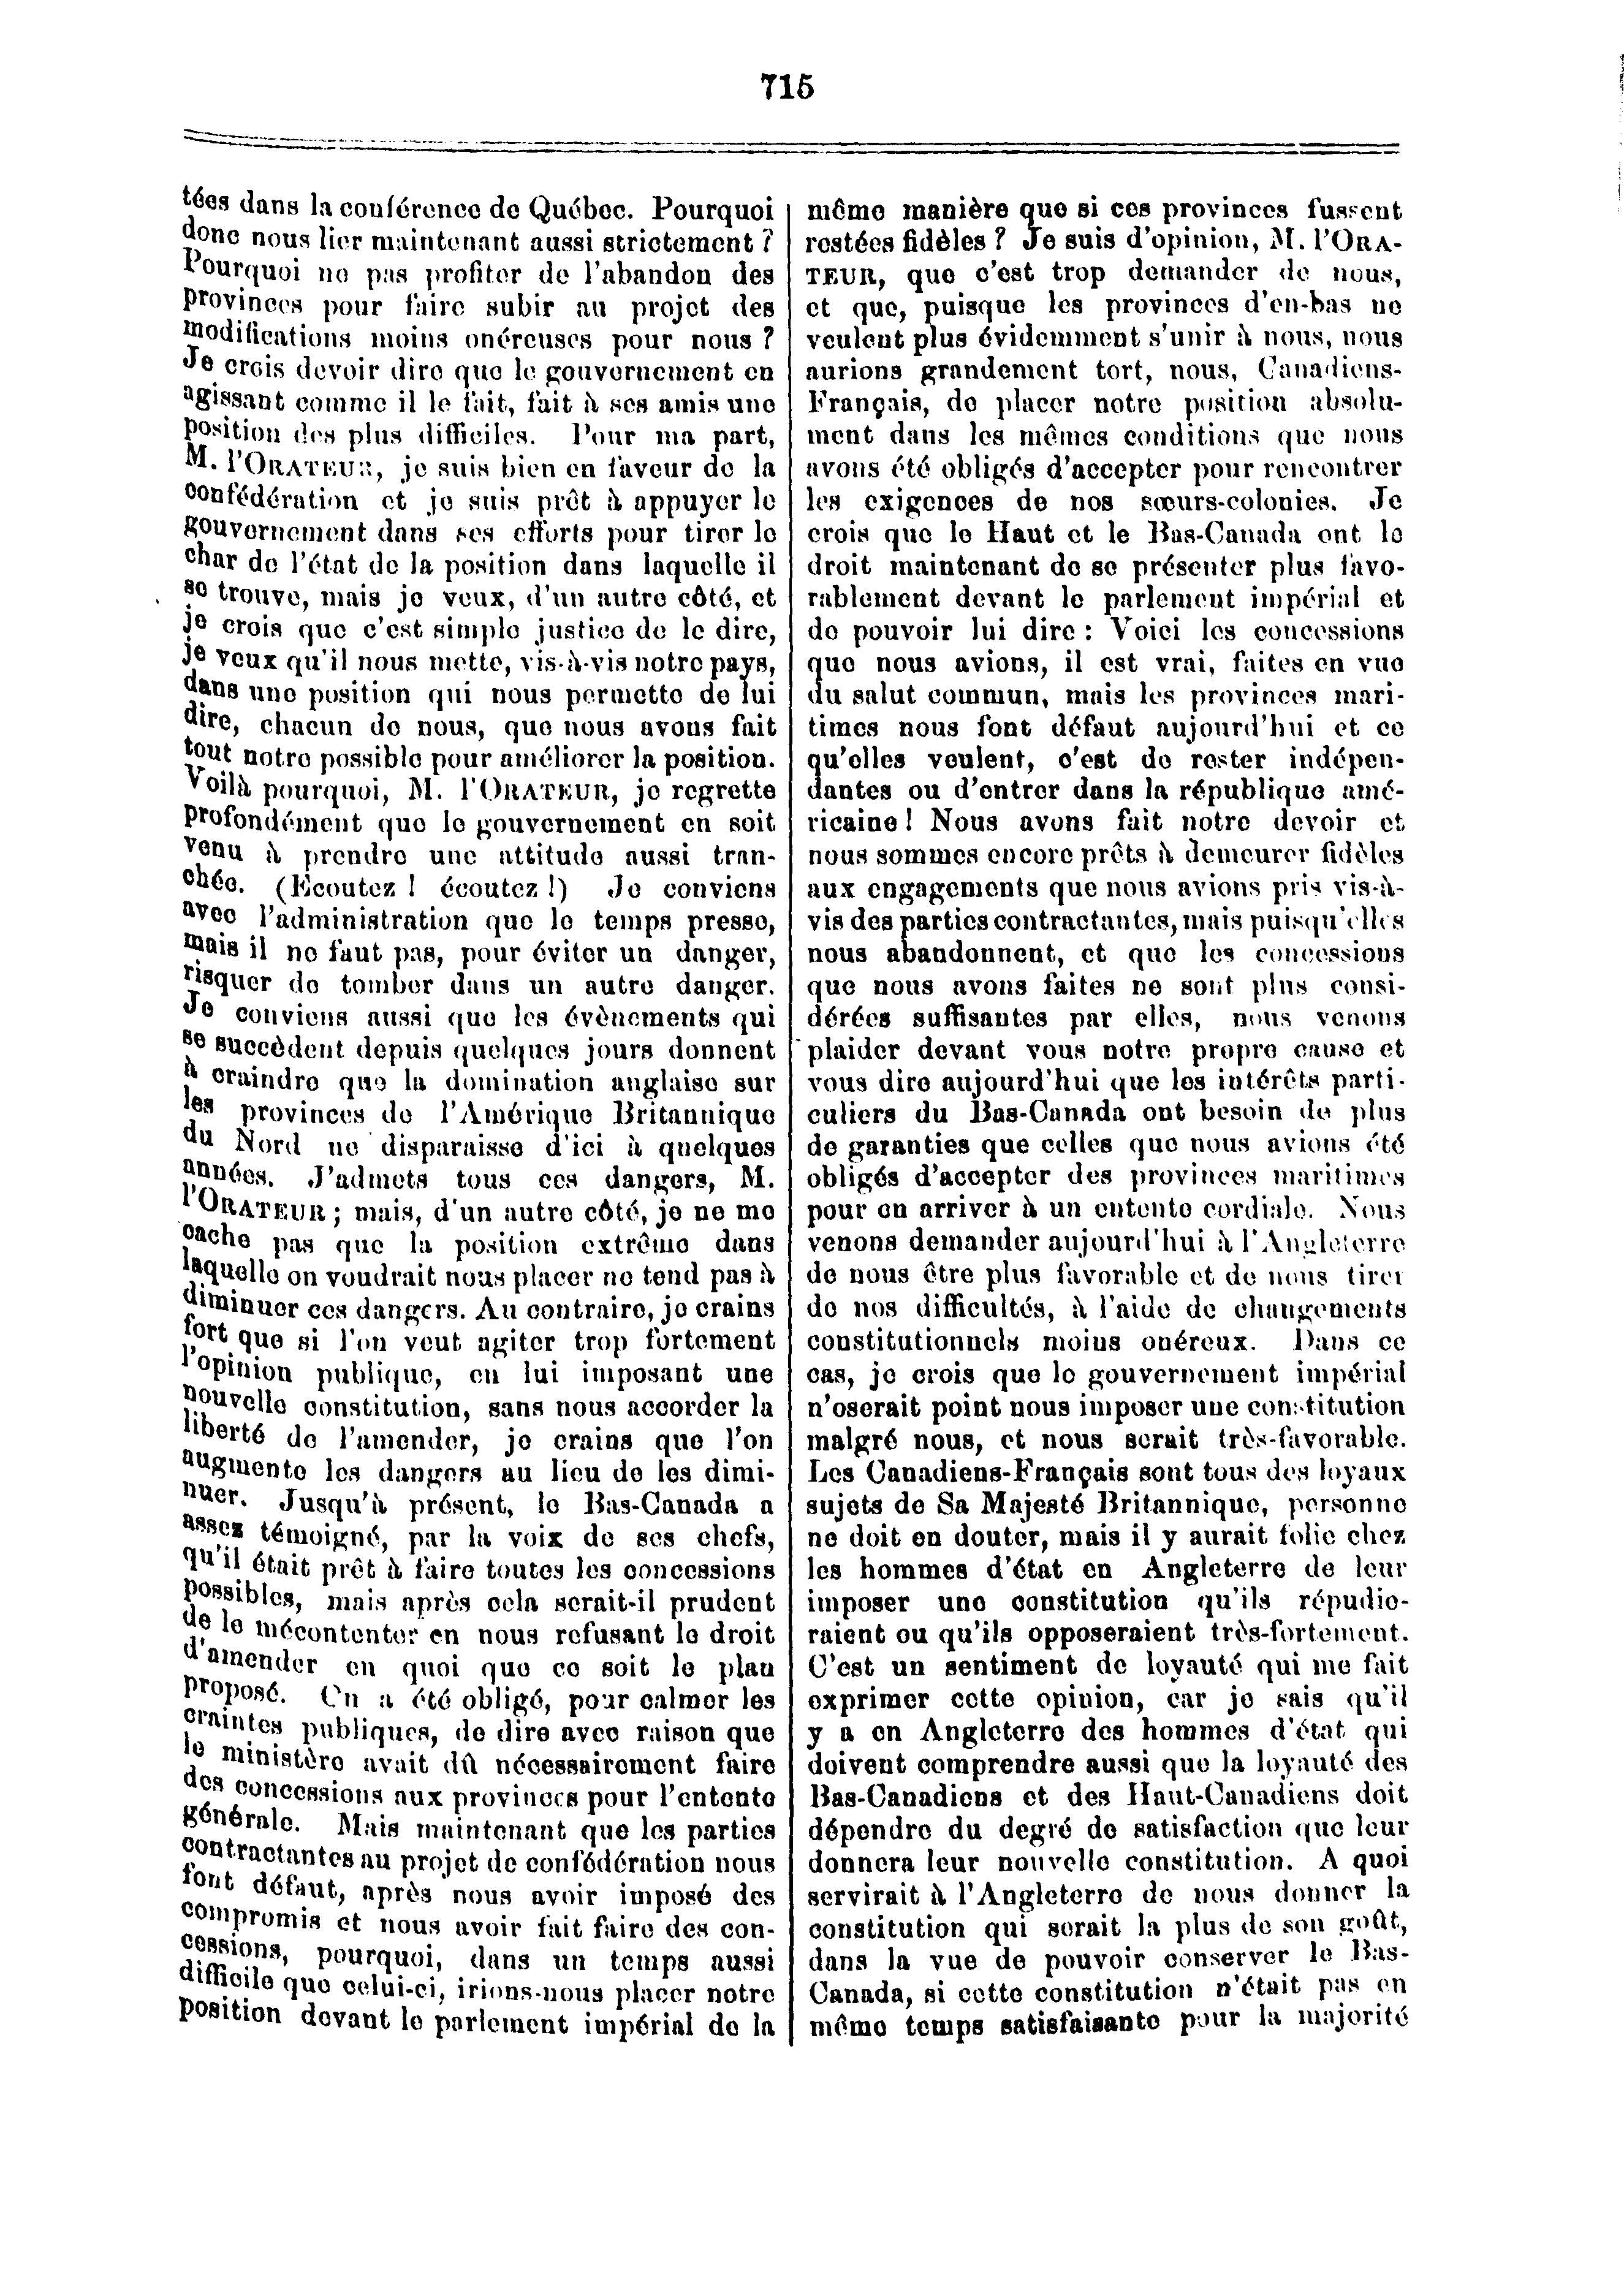 715
tées dans la conférence de Québec. Pourquoi
donc nous lier maintenant aussi strictement ?
Pourquoi ne pas profiter de l'abandon des
provinces pour faire subir au projet des
modifications moins onéreuses pour nous ?
Je crois devoir dire que le gouvernement en
agissant comme il le fait, fait à ses amis une
position des plus difficiles. Pour ma part,
M. l'ORATEUR, je suis bien en faveur de la
confédération et je suis prêt à appuyer le
gouvernement dans ses efforts pour tirer le
char de l'état de la position dans laquelle il
se trouve, mais je veux, d'un autre côté, et
je crois que c'est simple justice de le dire,
je veux qu'il nous mette, vis-à-vis notre pays,
dans une position qui nous permette de lui
dire, chacun de nous, que nous avons fait
tout notre possible pour améliorer la position.
Voilà pourquoi, M. l'ORATEUR, je regrette
profondément que le gouvernement en soit
venu à prendre une attitude aussi tran-
chée. (Ecoutez ! écoutez !) Je conviens
avec l'administration que le temps presse,
mais il ne faut pas, pour éviter un danger,
risquer de tomber dans un autre danger.
Je conviens aussi que les évènements qui
se succèdent depuis quelques jours donnent
à craindre que la domination anglaise sur
les provinces de l'Amérique Britannique
du Nord ne disparaisse d'ici à quelques
années. J'admets tous ces dangers, M.
l'ORATEUR ; mais, d'un autre côté, je ne me
cache pas que la position extrême dans
laquelle on voudrait nous placer ne tend pas à
diminuer ces dangers. Au contraire, je crains
fort que si l'on veut agiter trop fortement
l'opinion publique, en lui imposant une
nouvelle constitution, sans nous accorder la
liberté de l'amender, je crains que l'on
augmente les dangers au lieu de les dimi-
nuer. Jusqu'à présent, le Bas-Canada a
assez témoigné, par la voix de ses chefs,
qu'il était prêt à faire toutes les concessions
possibles, mais après cela serait-il prudent
de le mécontenter en nous refusant le droit
d'amender en quoi que ce soit le plan
proposé. On a été obligé, pour calmer les
craintes publiques, de dire avec raison que
le ministère avait dû nécessairement faire
des concessions aux provinces pour l'entente
générale. Mais maintenant que les parties
contractantes au projet de confédération nous
font défaut, après nous avoir imposé des
compromis et nous avoir fait faire des con-
cessions, pourquoi, dans un temps aussi
difficile que celui-ci, irions-nous placer notre
position devant le parlement impérial de la
même manière que si ces provinces fussent
restées fidèles ? Je suis d'opinion, M. l'ORA-
TEUR, que c'est trop demander de nous,
et que, puisque les provinces d'en-bas ne
veulent plus évidemment s'unir à nous, nous
aurions grandement tort, nous, Canadiens-
Français, de placer notre position absolu-
ment dans les mêmes conditions que nous
avons été obligés d'accepter pour rencontrer
les exigences de nos sœurs-colonies. Je
crois que le Haut et le Bas-Canada ont le
droit maintenant de se présenter plus favo-
rablement devant le parlement impérial et
de pouvoir lui dire : Voici les concessions
que nous avions, il est vrai, faites en vue
du salut commun, mais les provinces mari-
times nous font défaut aujourd'hui et ce
qu'elles veulent, c'est de rester indépen-
dantes ou d'entrer dans la république amé-
ricaine ! Nous avons fait notre devoir et
nous sommes encore prêts à demeurer fidèles
aux engagements que nous avions pris vis-à-
vis des parties contractantes, mais puisqu'elles
nous abandonnent, et que les concessions
que nous avons faites ne sont plus consi-
dérées suffisantes par elles, nous venons
plaider devant vous notre propre cause et
vous dire aujourd'hui que les intérêts parti-
culiers du Bas-Canada ont besoin de plus
de garanties que celles que nous avions été
obligés d'accepter des provinces maritimes
pour en arriver à un entente cordiale. Nous
venons demander aujourd'hui à l'Angleterre
de nous être plus favorable et de nous tirer
de nos difficultés, à l'aide de changements
constitutionnels moins onéreux. Dans ce
cas, je crois que le gouvernement impérial
n'oserait point nous imposer une constitution
malgré nous, et nous serait très-favorable.
Les Canadiens-Français sont tous des loyaux
sujets de Sa Majesté Britannique, personne
ne doit en douter, mais il y aurait folie chez
les hommes d'état en Angleterre de leur
imposer une constitution qu'ils répudie-
raient ou qu'ils opposeraient très-fortement.
C'est un sentiment de loyauté qui me fait
exprimer cette opinion, car je sais qu'il
y a en Angleterre des hommes d'état qui
doivent comprendre aussi que la loyauté des
Bas-Canadiens et des Haut-Canadiens doit
dépendre du degré de satisfaction que leur
donnera leur nouvelle constitution. A quoi
servirait à l'Angleterre de nous donner la
constitution qui serait la plus de son goût,
dans la vue de pouvoir conserver le Bas-
Canada, si cette constitution n'était pas en
même temps satisfaisante pour la majorité